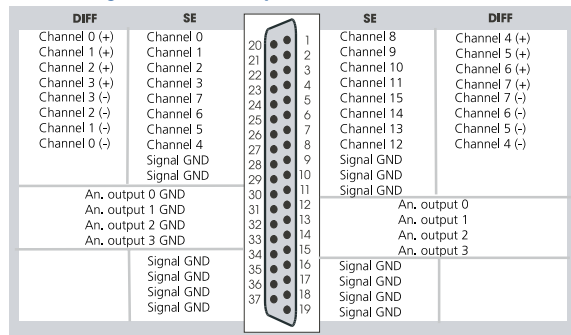 DIFF SE SE DIFF
Channel 0 (+) Channel 0 20 1 Channel 8 Channel 4 (+)
Channel 1 (+) Channel 1 21 2 Channel 9 Channel 5 (+)
Channel 2 (+) Channel 2 22 3 Channel 10 Channel 6 (+)
Channel 3 (+) Channel 3 23 4 Channel 11 Channel 7 (+)
Channel 3 (-) Channel 7 24 5 Channel 15 Channel 7 (-)
Channel 2 (-) Channel 6 25 6 Channel 14 Channel 6 (-)
Channel 1 (-) Channel 5 26 7 Channel 13 Channel 5 (-)
Channel 0 (-) Channel 4 27 8 Channel 12 Channel 4 (-)
Signal GND 28 9 Signal GND
Signal GND 29 10 Signal GND
An. output 0 GND 30 11 Signal GND
An. output 1 GND 31 12 An. output 0
An. output 2 GND 32 13 An. output 1
An. output 3 GND 33 14 An. output 2
34 15 An. output 3
Signal GND 35 16 Signal GND
Signal GND 36 17 Signal GND
Signal GND 37 18 Signal GND
Signal GND 19 Signal GND